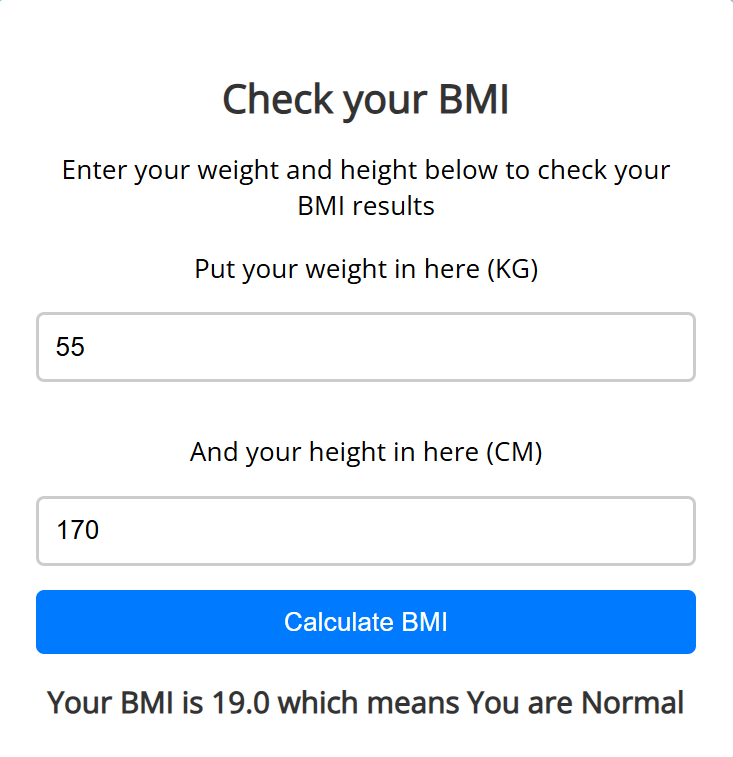 Check your BMI
Enter your weight and height below to check your
BMI results
Put your weight in here (KG)
55
And your height in here (CM)
170
Calculate BMI
Your BMI is 19.0 which means You are Normal